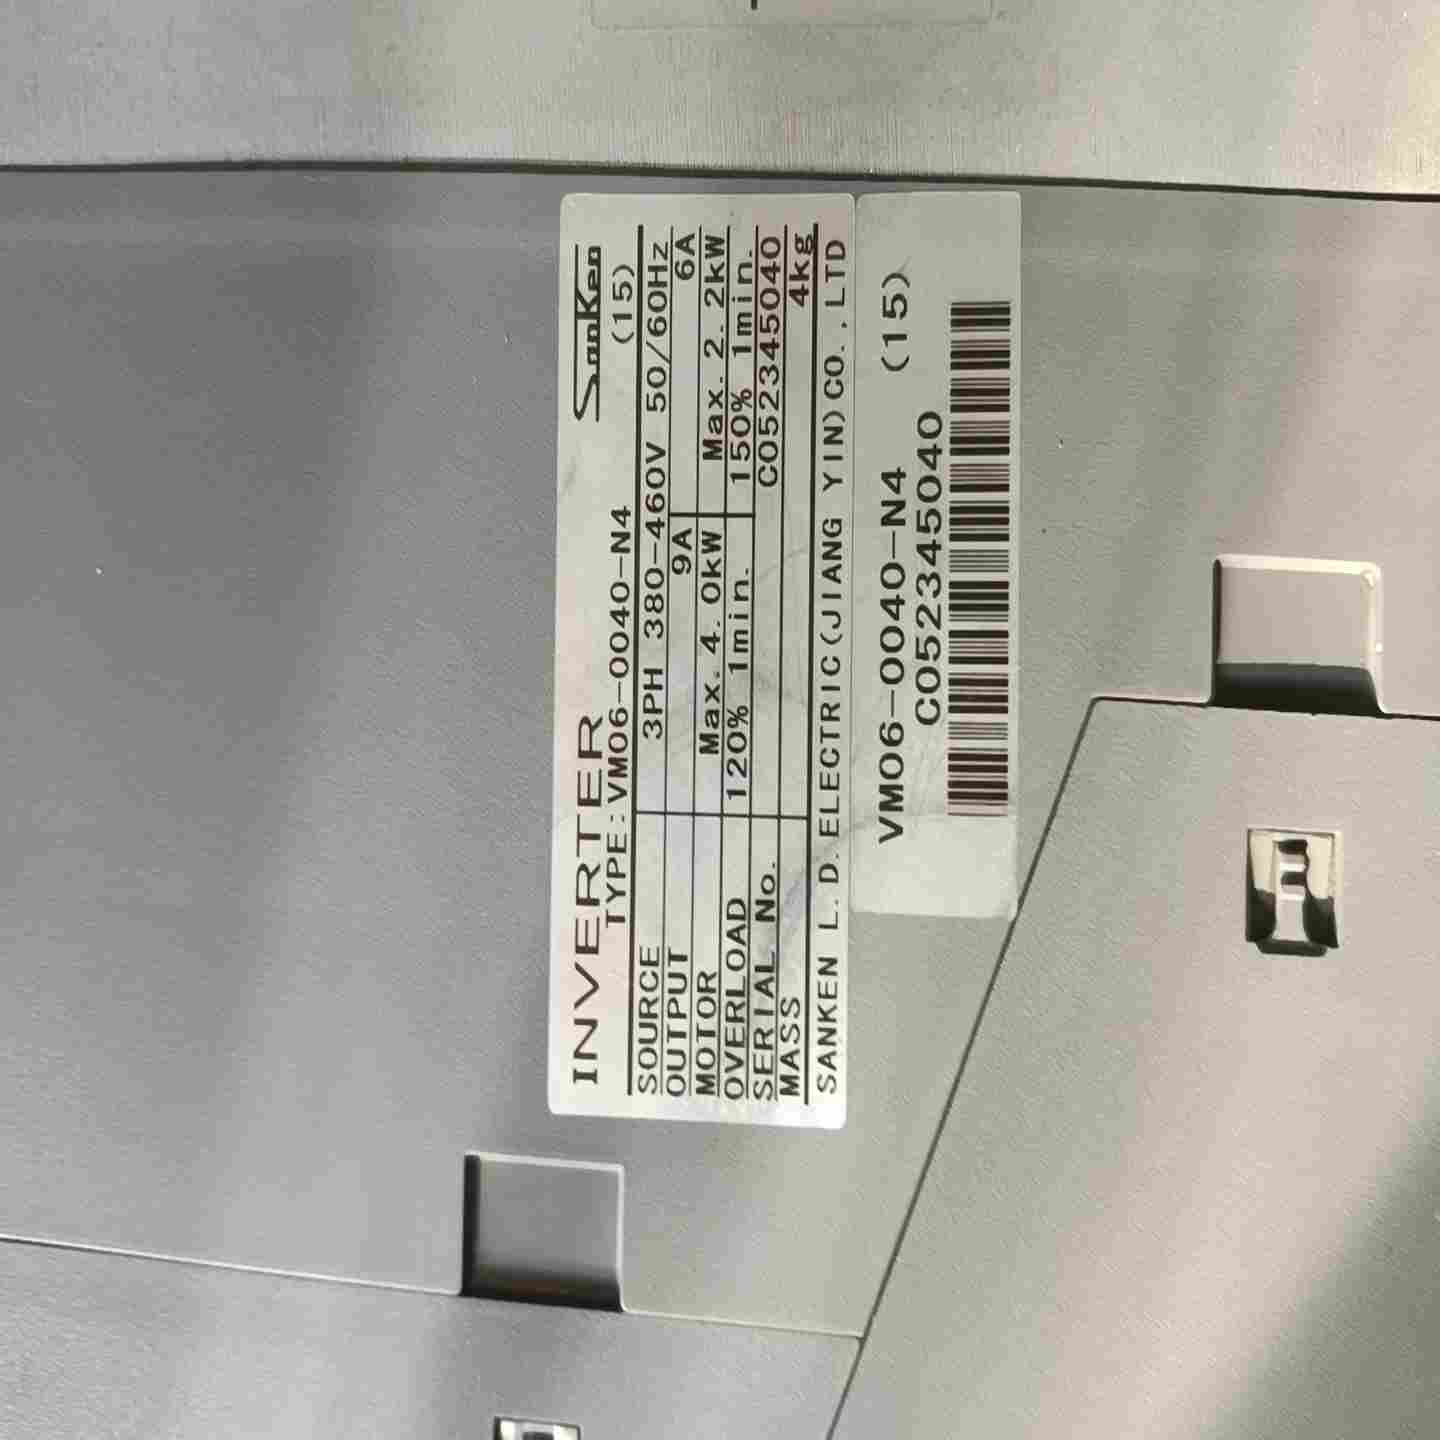 INVERTER SanKen
TYPE:VM06-0040-N4 (15)
SOURCE 3PH 380-460V 50/60Hz
OUTPUT 9A 6A
MOTOR Max. 4. 0kW Max. 2. 2kW
OVERLOAD 120% 1min. 150% 1min.
SERIAL No. C052345040
MASS 4kg
SANKEN L. D. ELECTRIC(JIANG YIN)CO.,LTD
VM06-0040-N4 (15)
C052345040